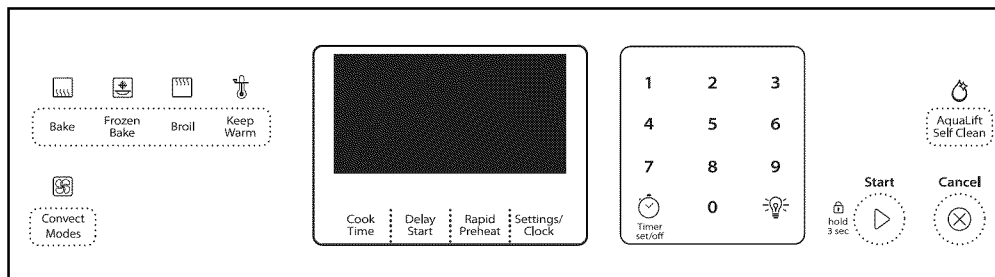 Bake
Frozen
Bake
Broil
Keep
Warm
Convect
Modes
Cook
Time
Delay
Start
Rapid
Preheat
Settings/
Clock
1 2 3
4 5 6
7 8 9
0
Timer
set/off
AquaLift
Self Clean
hold
3 sec
Start
Cancel